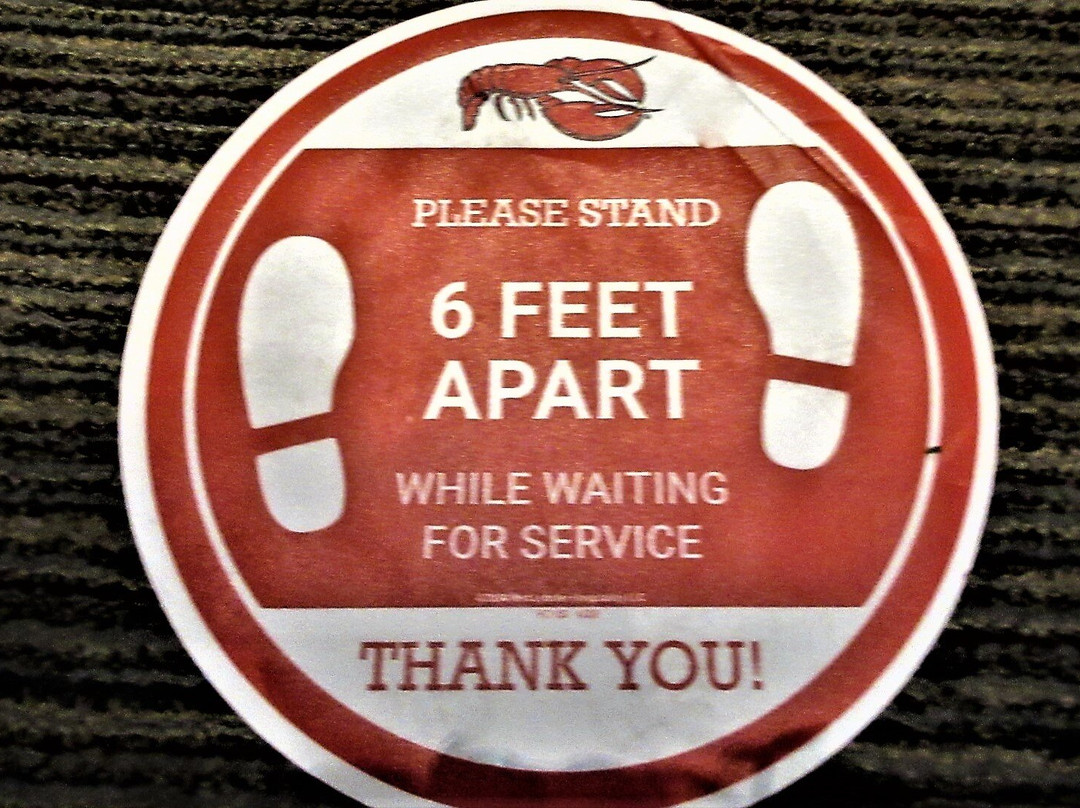 PLEASE STAND
6 FEET
APART
WHILE WAITING
FOR SERVICE
THANK YOU!